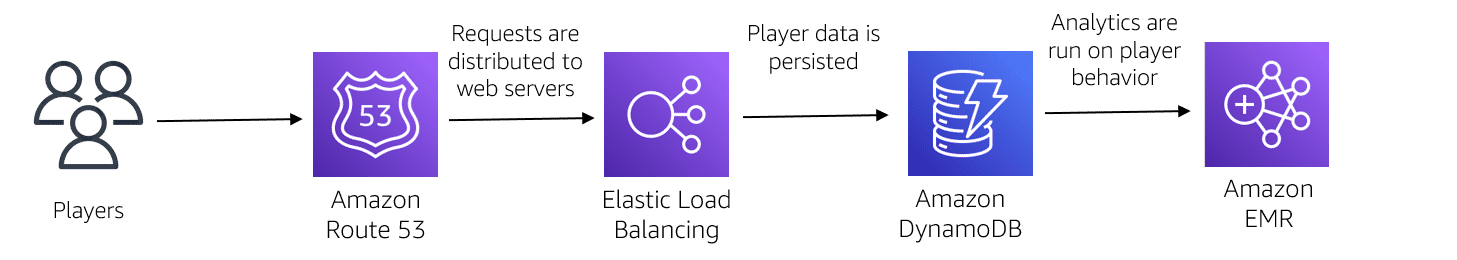 Players
Amazon
Route 53
53
Requests are
distributed to
web servers
Elastic Load
Balancing
Player data is
persisted
Amazon
DynamoDB
Analytics are
run on player
behavior
Amazon
EMR